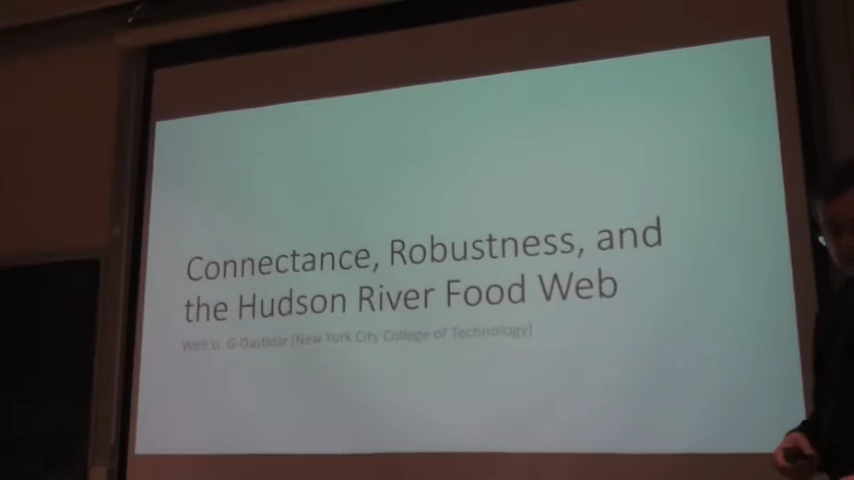 Connectance, Robustness, and
the Hudson River Food Web
With U. G-Dastidar (New York City College of Technology)